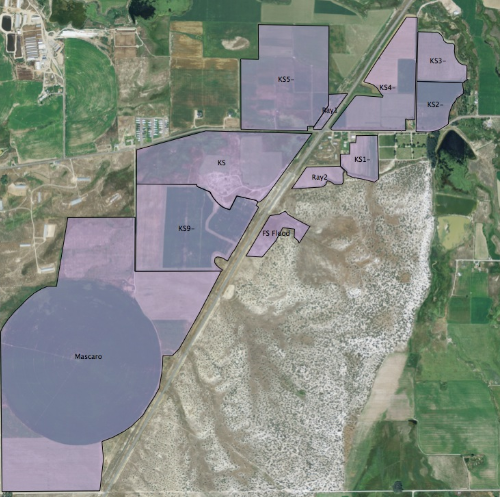 KS3-
KS5-
KS4-
KS2-
Ray1
KS1-
KS
Ray2
KS9-
FS Flood
Mascaro